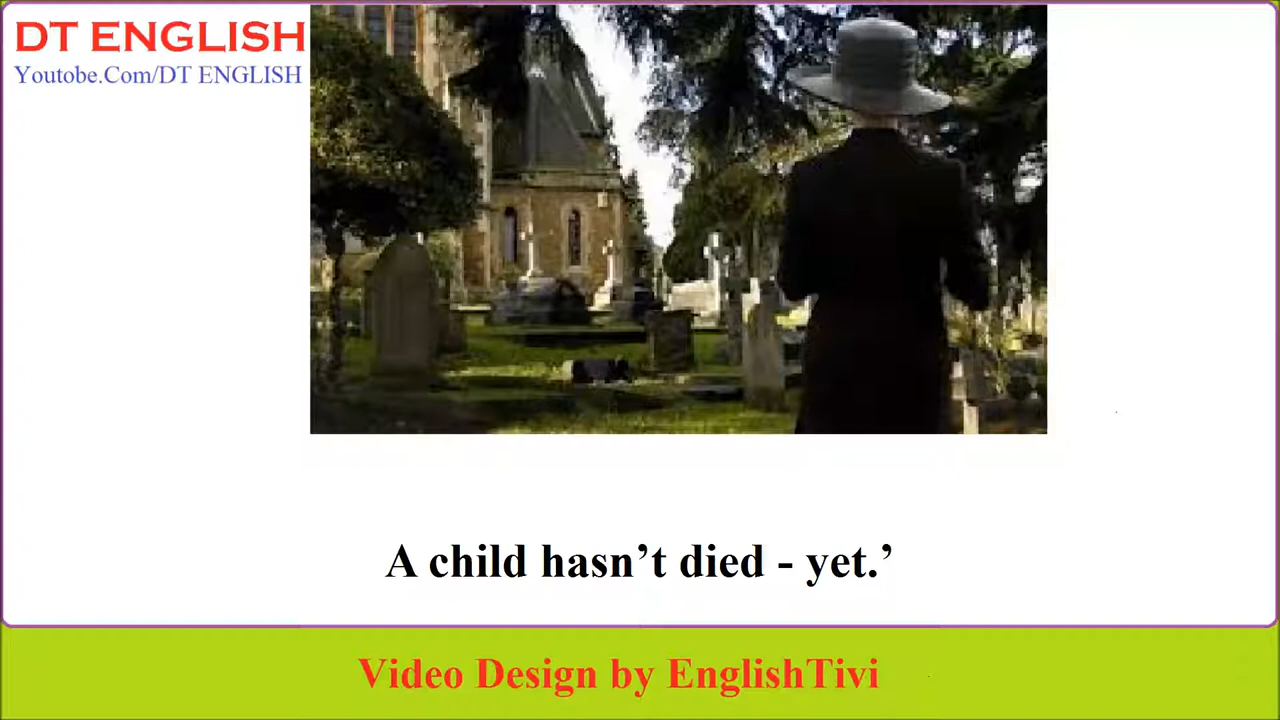 DT ENGLISH
Youtobe.Com/DT ENGLISH
A child hasn’t died - yet.’
Video Design by EnglishTivi